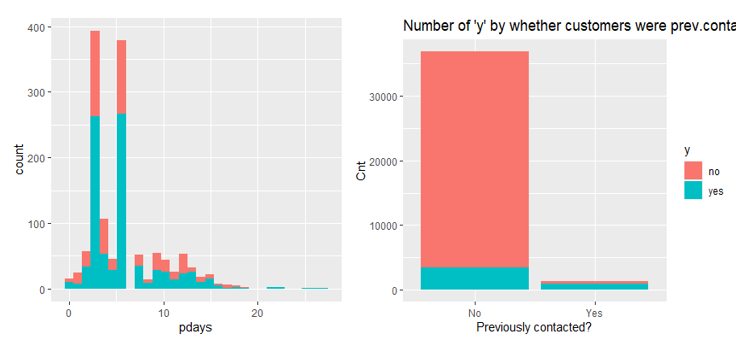 400
300
200
100
0
count
0
10
20
pdays
Number of 'y' by whether customers were prev.conta
30000
20000
10000
0
Cnt
No
Yes
Previously contacted?
y
no
yes